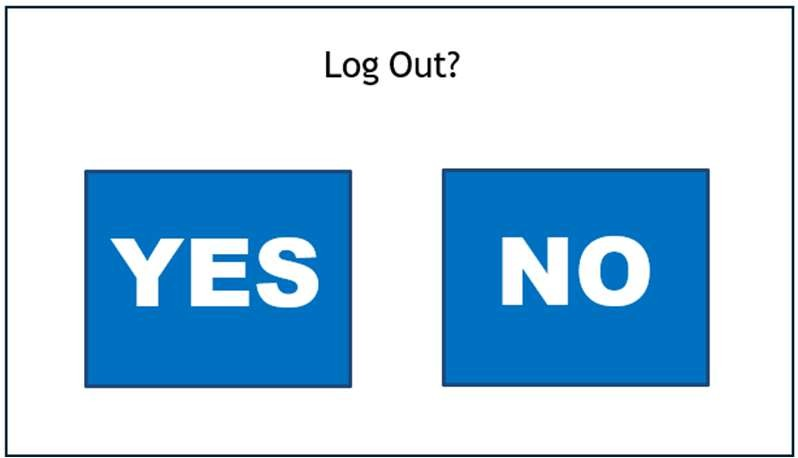 Log Out?
YES NO